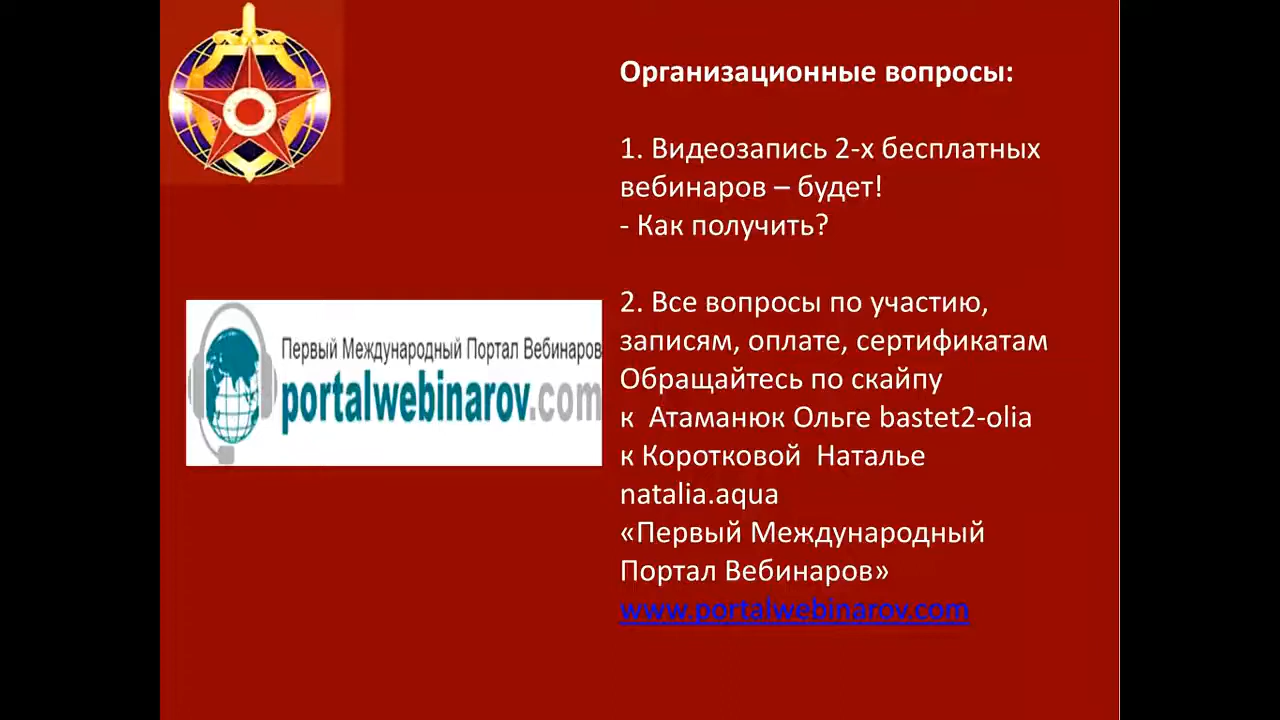 Организационные вопросы:
1. Видеозапись 2-х бесплатных
вебинаров – будет!
- Как получить?
2. Все вопросы по участию,
записям, оплате, сертификатам
Обращайтесь по скайпу
к  Атаманюк Ольге bastet2-olia
к Коротковой  Наталье
natalia.aqua
«Первый Международный
Портал Вебинаров»
www.portalwebinarov.com
Первый Международный Портал Вебинаров
portalwebinarov.com